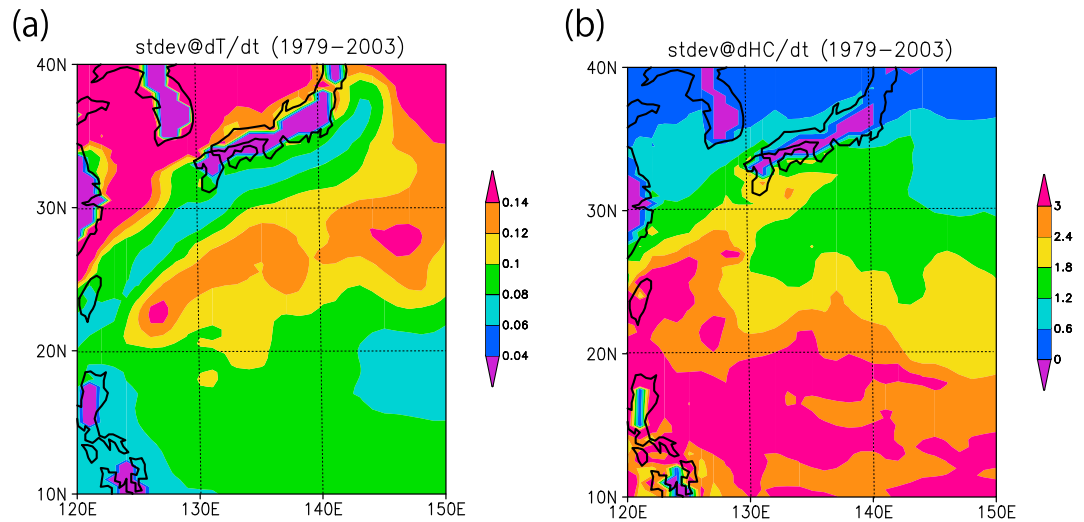 (a)
stdev@dT/dt (1979−2003)
40N
30N
20N
10N
120E
130E
140E
150E
0.14
0.12
0.1
0.08
0.06
0.04
(b)
stdev@dHC/dt (1979−2003)
40N
30N
20N
10N
120E
130E
140E
150E
3
2.4
1.8
1.2
0.6
0